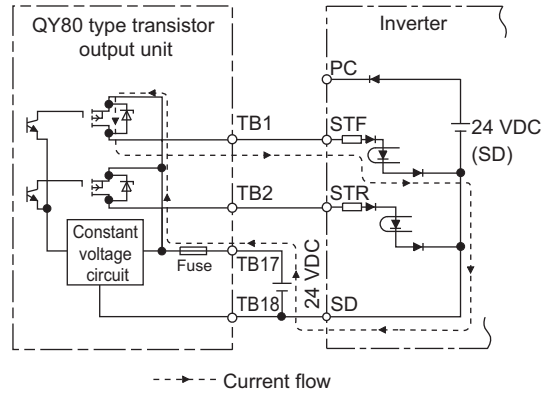 QY80 type transistor
output unit
Inverter
PC
TB1
STF
24 VDC
(SD)
TB2
STR
Constant
voltage
circuit
Fuse
TB17
24 VDC
TB18
SD
Current flow